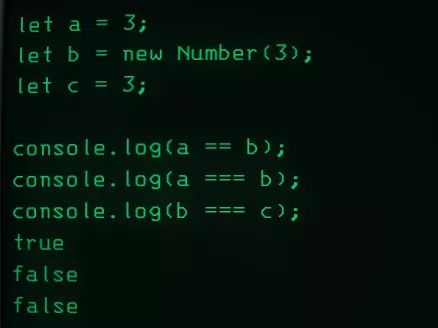 let a = 3;
let b = new Number(3);
let c = 3;
console.log(a == b);
console.log(a === b);
console.log(b === c);
true
false
false